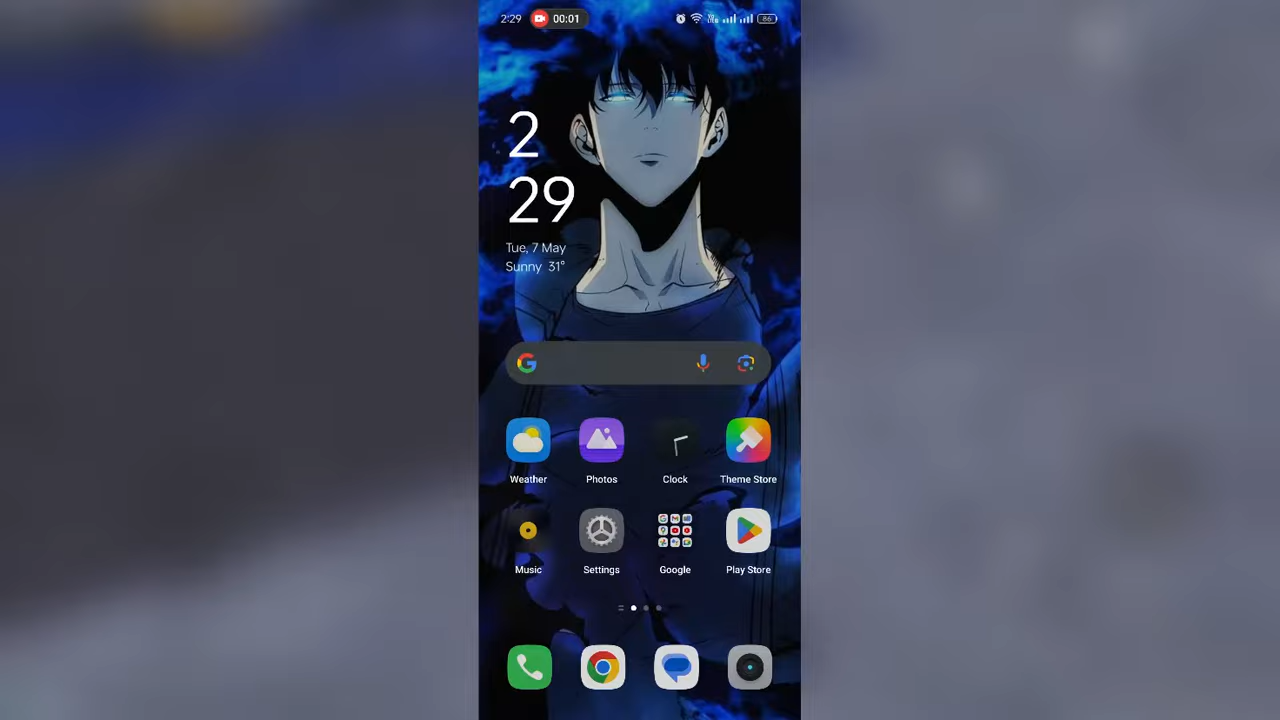 2:29 00:01 86
2
29
Tue, 7 May
Sunny 31°
Weather Photos Clock Theme Store
Music Settings Google Play Store